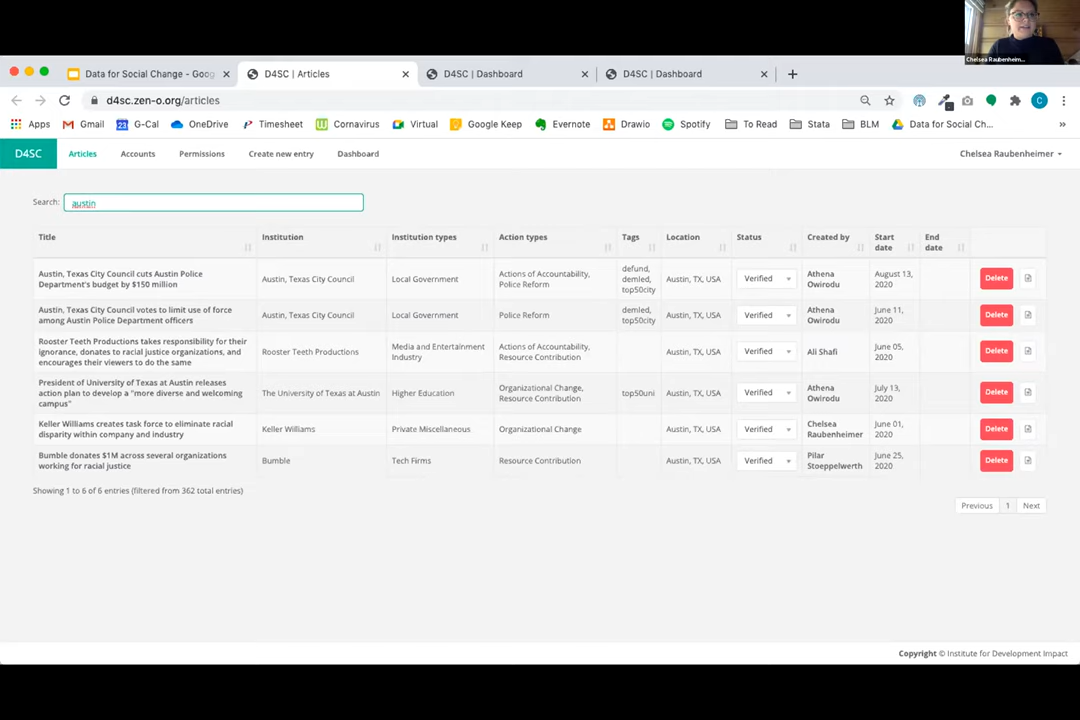 Chelsea Raubenheim...
Data for Social Change - Goog
D4SC | Articles
D4SC | Dashboard
D4SC | Dashboard
d4sc.zen-o.org/articles
C
Apps
Gmail
G-Cal
OneDrive
Timesheet
Cornavirus
Virtual
Google Keep
Evernote
Drawio
Spotify
To Read
Stata
BLM
Data for Social Ch...
D4SC
Articles
Accounts
Permissions
Create new entry
Dashboard
Chelsea Raubenheimer
Search: austin
Title Institution Institution types Action types Tags Location Status Created by Start End
date date
Austin, Texas City Council cuts Austin Police
Department's budget by $150 million
Austin, Texas City Council
Local Government
Actions of Accountability,
Police Reform
defund,
demled,
top50city
Austin, TX, USA
Verified
Athena
Owirodu
August 13,
2020
Delete
Austin, Texas City Council votes to limit use of force
among Austin Police Department officers
Austin, Texas City Council
Local Government
Police Reform
demled,
top50city
Austin, TX, USA
Verified
Athena
Owirodu
June 11,
2020
Delete
Rooster Teeth Productions takes responsibility for their
ignorance, donates to racial justice organizations, and
encourages their viewers to do the same
Rooster Teeth Productions
Media and Entertainment
Industry
Actions of Accountability,
Resource Contribution
Austin, TX, USA
Verified
Ali Shafi
June 05,
2020
Delete
President of University of Texas at Austin releases
action plan to develop a "more diverse and welcoming
campus"
The University of Texas at Austin
Higher Education
Organizational Change,
Resource Contribution
top50uni
Austin, TX, USA
Verified
Athena
Owirodu
July 13,
2020
Delete
Keller Williams creates task force to eliminate racial
disparity within company and industry
Keller Williams
Private Miscellaneous
Organizational Change
Austin, TX, USA
Verified
Chelsea
Raubenheimer
June 01,
2020
Delete
Bumble donates $1M across several organizations
working for racial justice
Bumble
Tech Firms
Resource Contribution
Austin, TX, USA
Verified
Pilar
Stoeppelwerth
June 25,
2020
Delete
Showing 1 to 6 of 6 entries (filtered from 362 total entries)
Previous 1 Next
Copyright © Institute for Development Impact